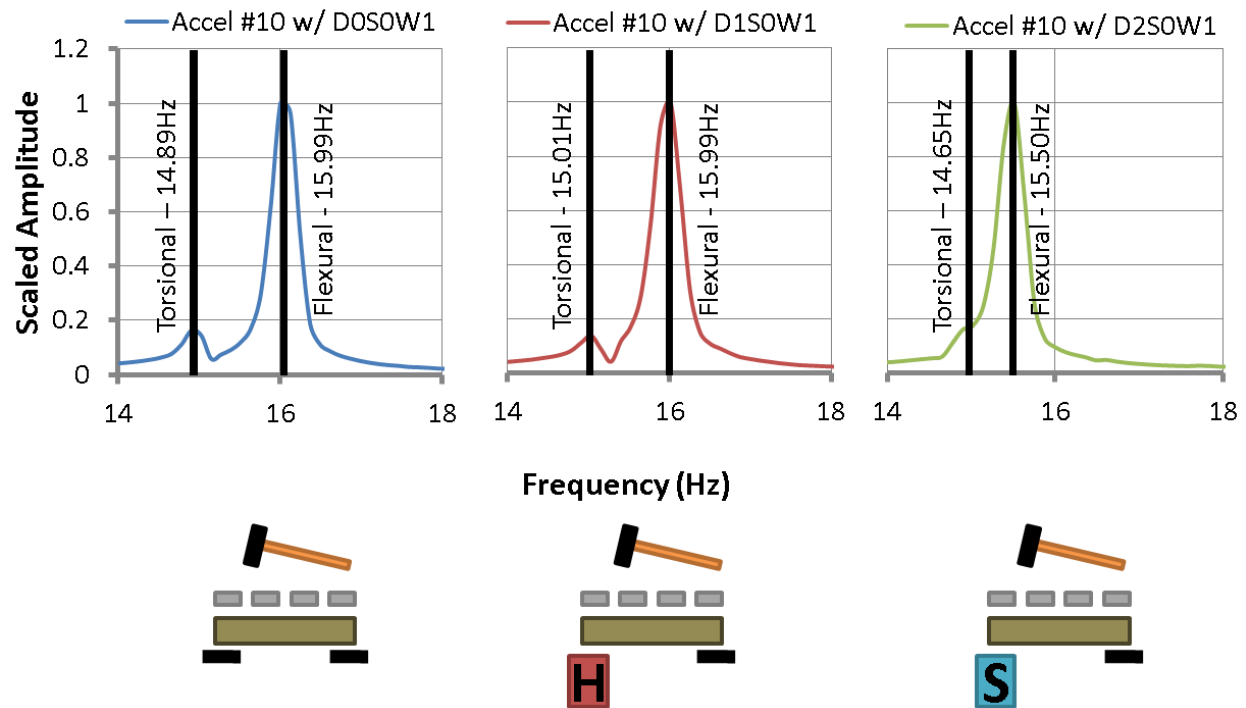 Accel #10 w/ D0S0W1
Accel #10 w/ D1S0W1
Accel #10 w/ D2S0W1
Scaled Amplitude
1.2
1
0.8
0.6
0.4
0.2
0
Torsional – 14.89Hz
Flexural - 15.99Hz
14
16
18
Torsional - 15.01Hz
Flexural - 15.99Hz
14
16
18
Torsional – 14.65Hz
Flexural - 15.50Hz
14
16
18
Frequency (Hz)
H
S